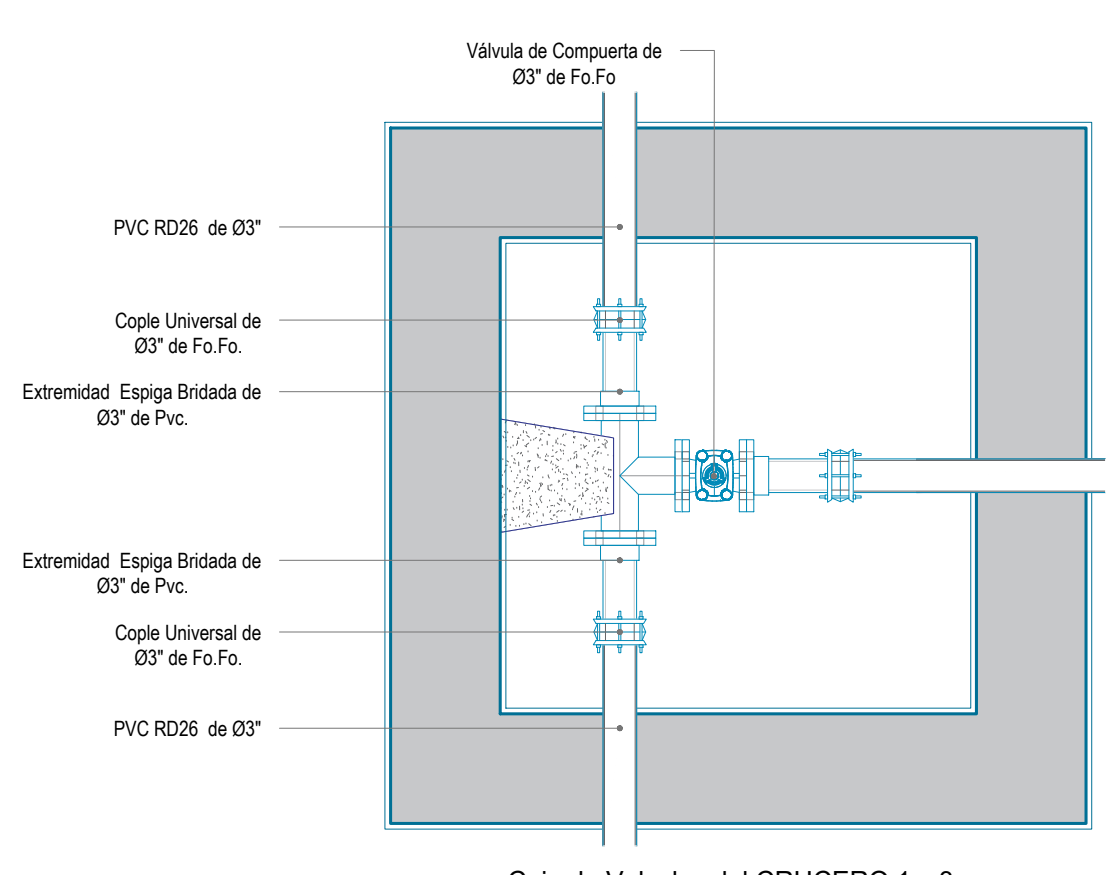 Válvula de Compuerta de
Ø3" de Fo.Fo
PVC RD26 de Ø3"
Cople Universal de
Ø3" de Fo.Fo.
Extremidad Espiga Bridada de
Ø3" de Pvc.
Extremidad Espiga Bridada de
Ø3" de Pvc.
Cople Universal de
Ø3" de Fo.Fo.
PVC RD26 de Ø3"